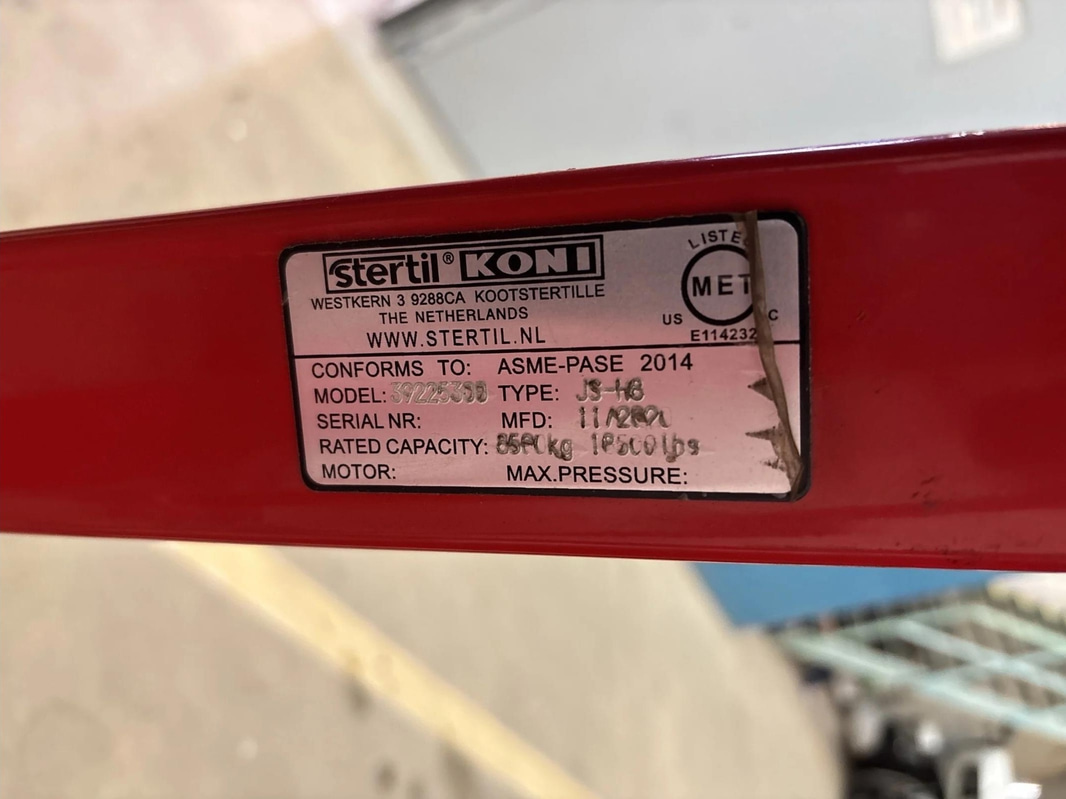 stertil® KONI
WESTKERN 3 9288CA KOOTSTERTILLE
THE NETHERLANDS
WWW.STERTIL.NL
LISTE
MET
US C
E114232
CONFORMS TO: ASME-PASE 2014
MODEL: TYPE:
SERIAL NR: MFD:
RATED CAPACITY:
MOTOR: MAX.PRESSURE: